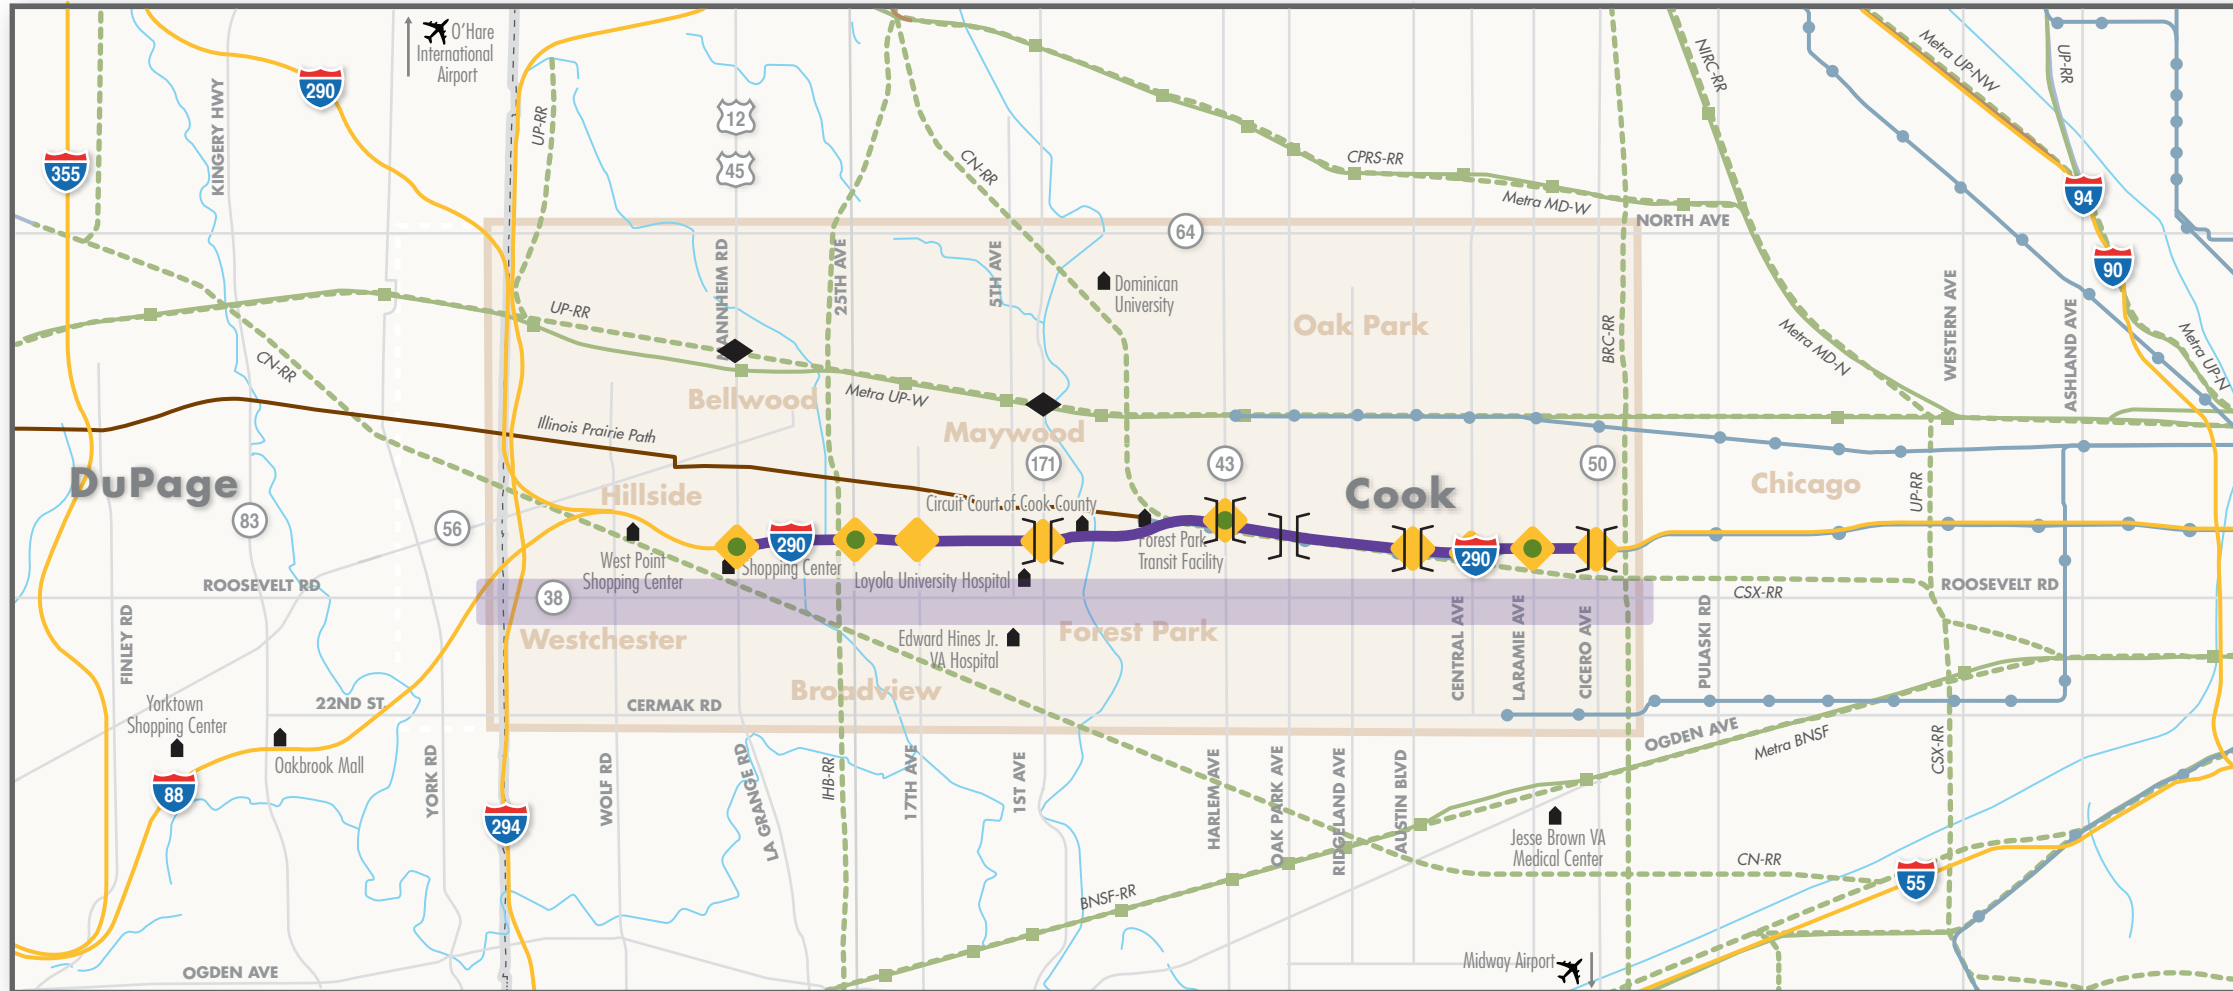 O'Hare
International
Airport
290
355
KINGERY HWY
UP-RR
12
45
CN-RR
CPRS-RR
Metra MD-W
NIRC-RR
Metra UP-NW
UP-RR
94
90
64
NORTH AVE
MANNHEIM RD
25TH AVE
5TH AVE
Dominican
University
Oak Park
BRC-RR
Metra MD-N
WESTERN AVE
ASHLAND AVE
Metra UP-N
UP-RR
CN-RR
Bellwood
Metra UP-W
Maywood
Illinois Prairie Path
171
43
50
DuPage
Hillside
Circuit Court of Cook County
Cook
Chicago
UP-RR
83
56
290
290
West Point
Shopping Center
Shopping Center
Loyola University Hospital
Forest Park
Transit Facility
ROOSEVELT RD
38
CSX-RR
ROOSEVELT RD
FINLEY RD
Westchester
Edward Hines Jr.
VA Hospital
Forest Park
CENTRAL AVE
LARAMIE AVE
CICERO AVE
PULASKI RD
Broadview
Yorktown
Shopping Center
22ND ST
CERMAK RD
Oakbrook Mall
88
YORK RD
294
WOLF RD
LA GRANGE RD
IHB-RR
17TH AVE
1ST AVE
HARLEM AVE
OAK PARK AVE
RIDGELAND AVE
AUSTIN BLVD
OGDEN AVE
Metra BNSF
CSX-RR
Jesse Brown VA
Medical Center
CN-RR
55
BNSF-RR
OGDEN AVE
Midway Airport